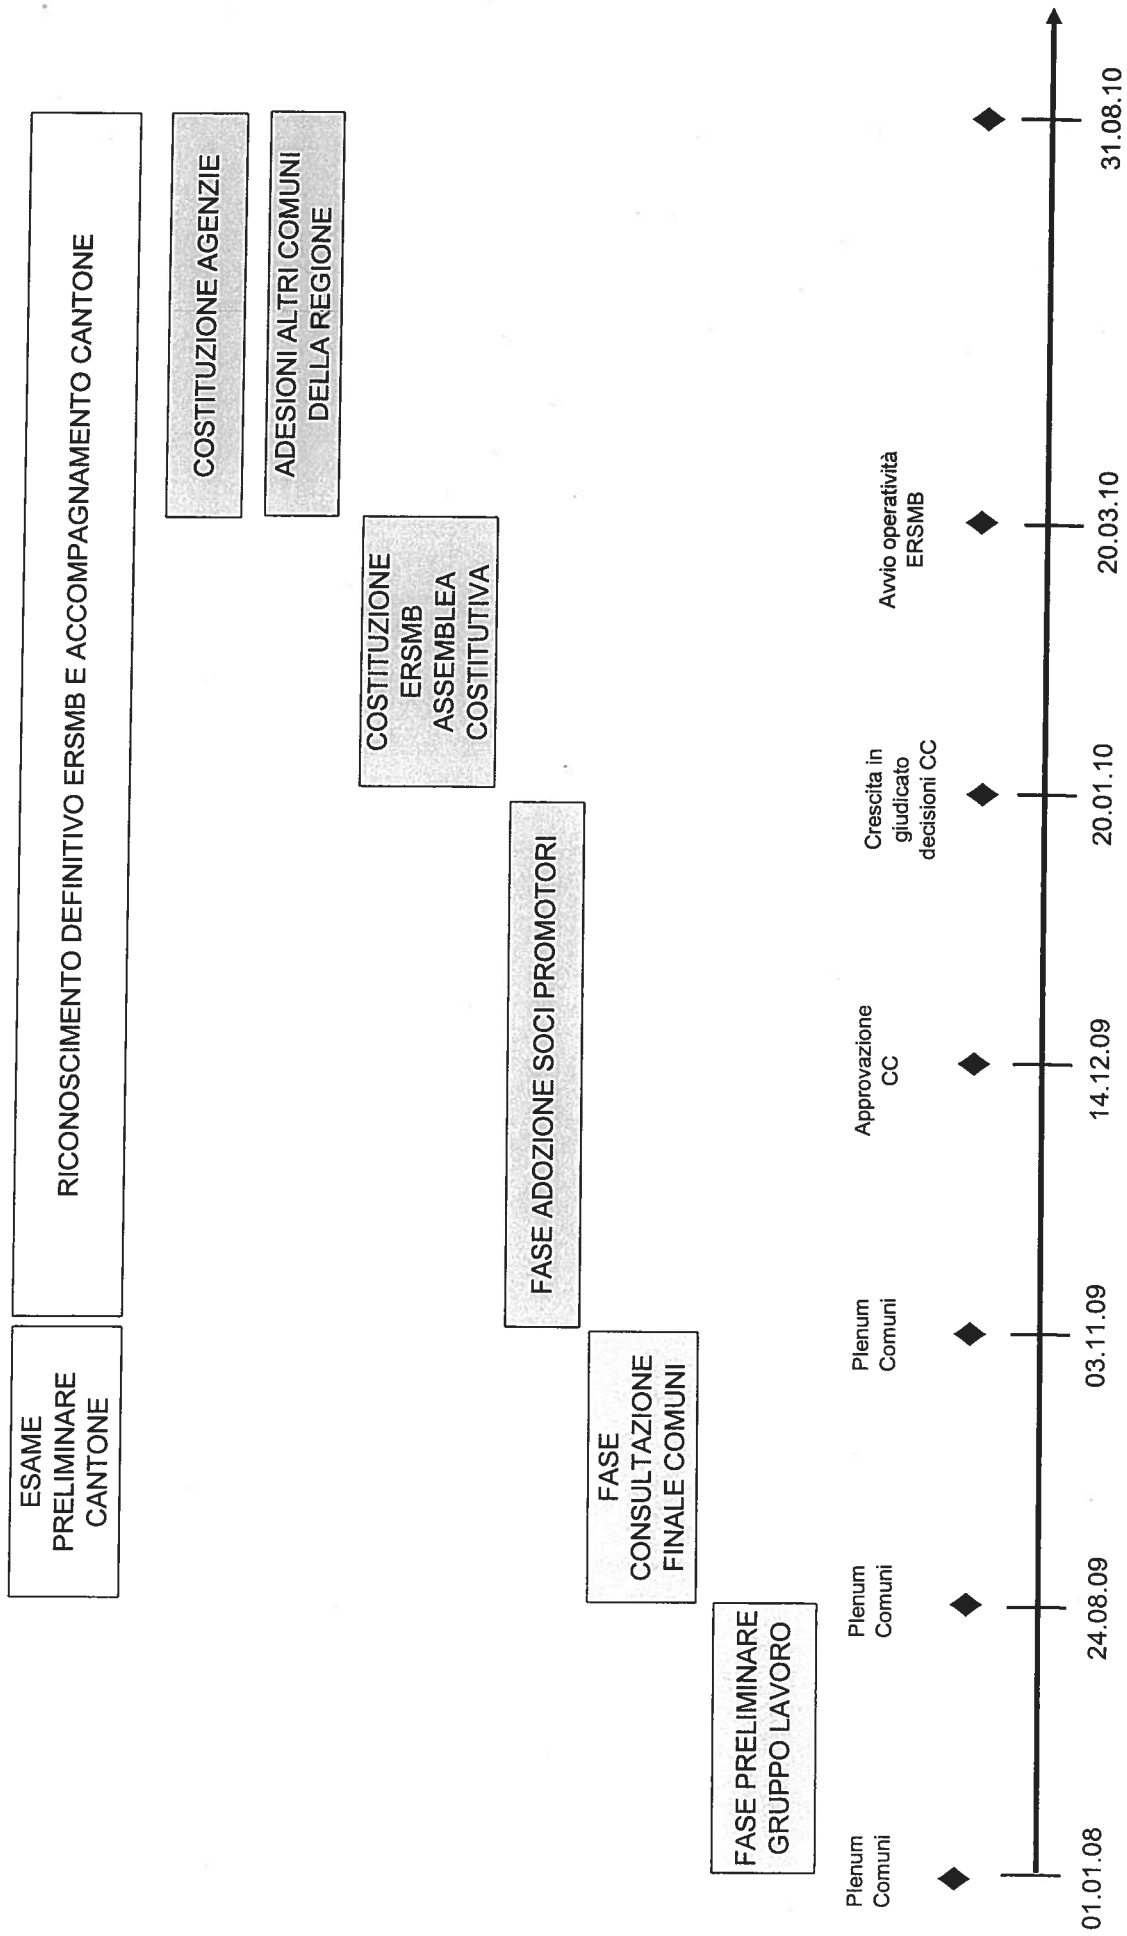 ESAME
PRELIMINARE
CANTONE
RICONOSCIMENTO DEFINITIVO ERSMB E ACCOMPAGNAMENTO CANTONE
COSTITUZIONE AGENZIE
ADESIONI ALTRI COMUNI
DELLA REGIONE
COSTITUZIONE
ERSMB
ASSEMBLEA
COSTITUTIVA
FASE ADOZIONE SOCI PROMOTORI
FASE
CONSULTAZIONE
FINALE COMUNI
FASE PRELIMINARE
GRUPPO LAVORO
Plenum
Comuni
Plenum
Comuni
Plenum
Comuni
Approvazione
CC
Crescita in
giudicato
decisioni CC
Avvio operatività
ERSMB
01.01.08
24.08.09
03.11.09
14.12.09
20.01.10
20.03.10
31.08.10